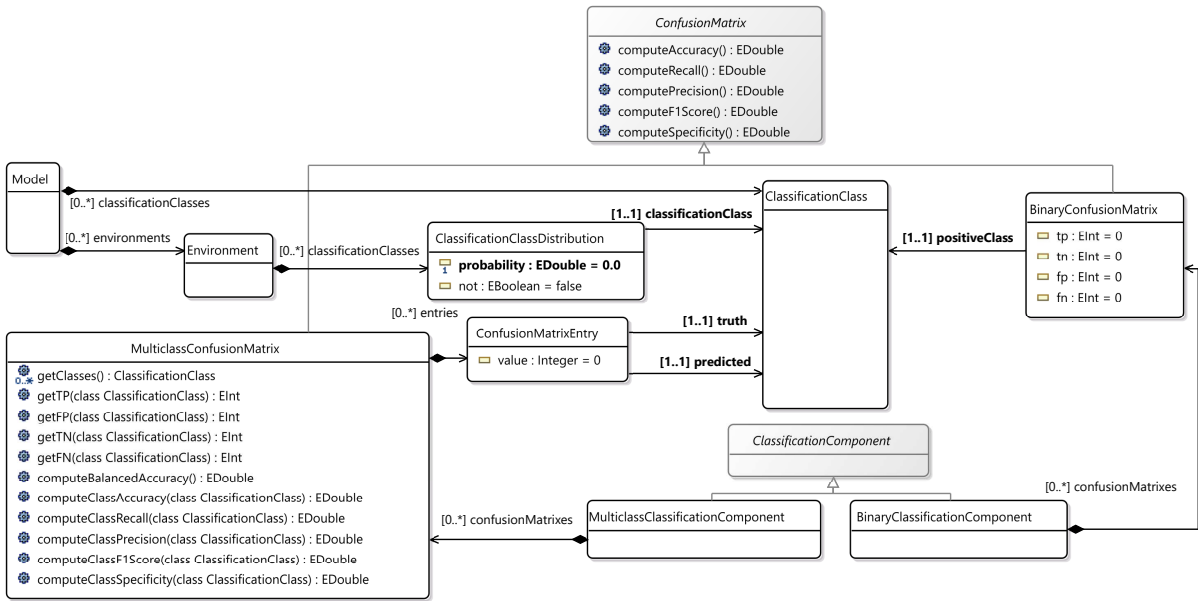 ConfusionMatrix
computeAccuracy() : EDouble
computeRecall() : EDouble
computePrecision() : EDouble
computeF1Score() : EDouble
computeSpecificity() : EDouble
Model
[0..*] classificationClasses
[0..*] environments
Environment
[0..*] classificationClasses
ClassificationClassDistribution
1 probability : EDouble = 0.0
not : EBoolean = false
[1..1] classificationClass
ClassificationClass
[1..1] positiveClass
BinaryConfusionMatrix
tp : EInt = 0
tn : EInt = 0
fp : EInt = 0
fn : EInt = 0
[0..*] entries
ConfusionMatrixEntry
value : Integer = 0
[1..1] truth
[1..1] predicted
MulticlassConfusionMatrix
0..* getClasses() : ClassificationClass
getTP(class ClassificationClass) : EInt
getFP(class ClassificationClass) : EInt
getTN(class ClassificationClass) : EInt
getFN(class ClassificationClass) : EInt
computeBalancedAccuracy() : EDouble
computeClassAccuracy(class ClassificationClass) : EDouble
computeClassRecall(class ClassificationClass) : EDouble
computeClassPrecision(class ClassificationClass) : EDouble
computeClassF1Score(class ClassificationClass) : EDouble
computeClassSpecificity(class ClassificationClass) : EDouble
ClassificationComponent
[0..*] confusionMatrixes
MulticlassClassificationComponent
BinaryClassificationComponent
[0..*] confusionMatrixes